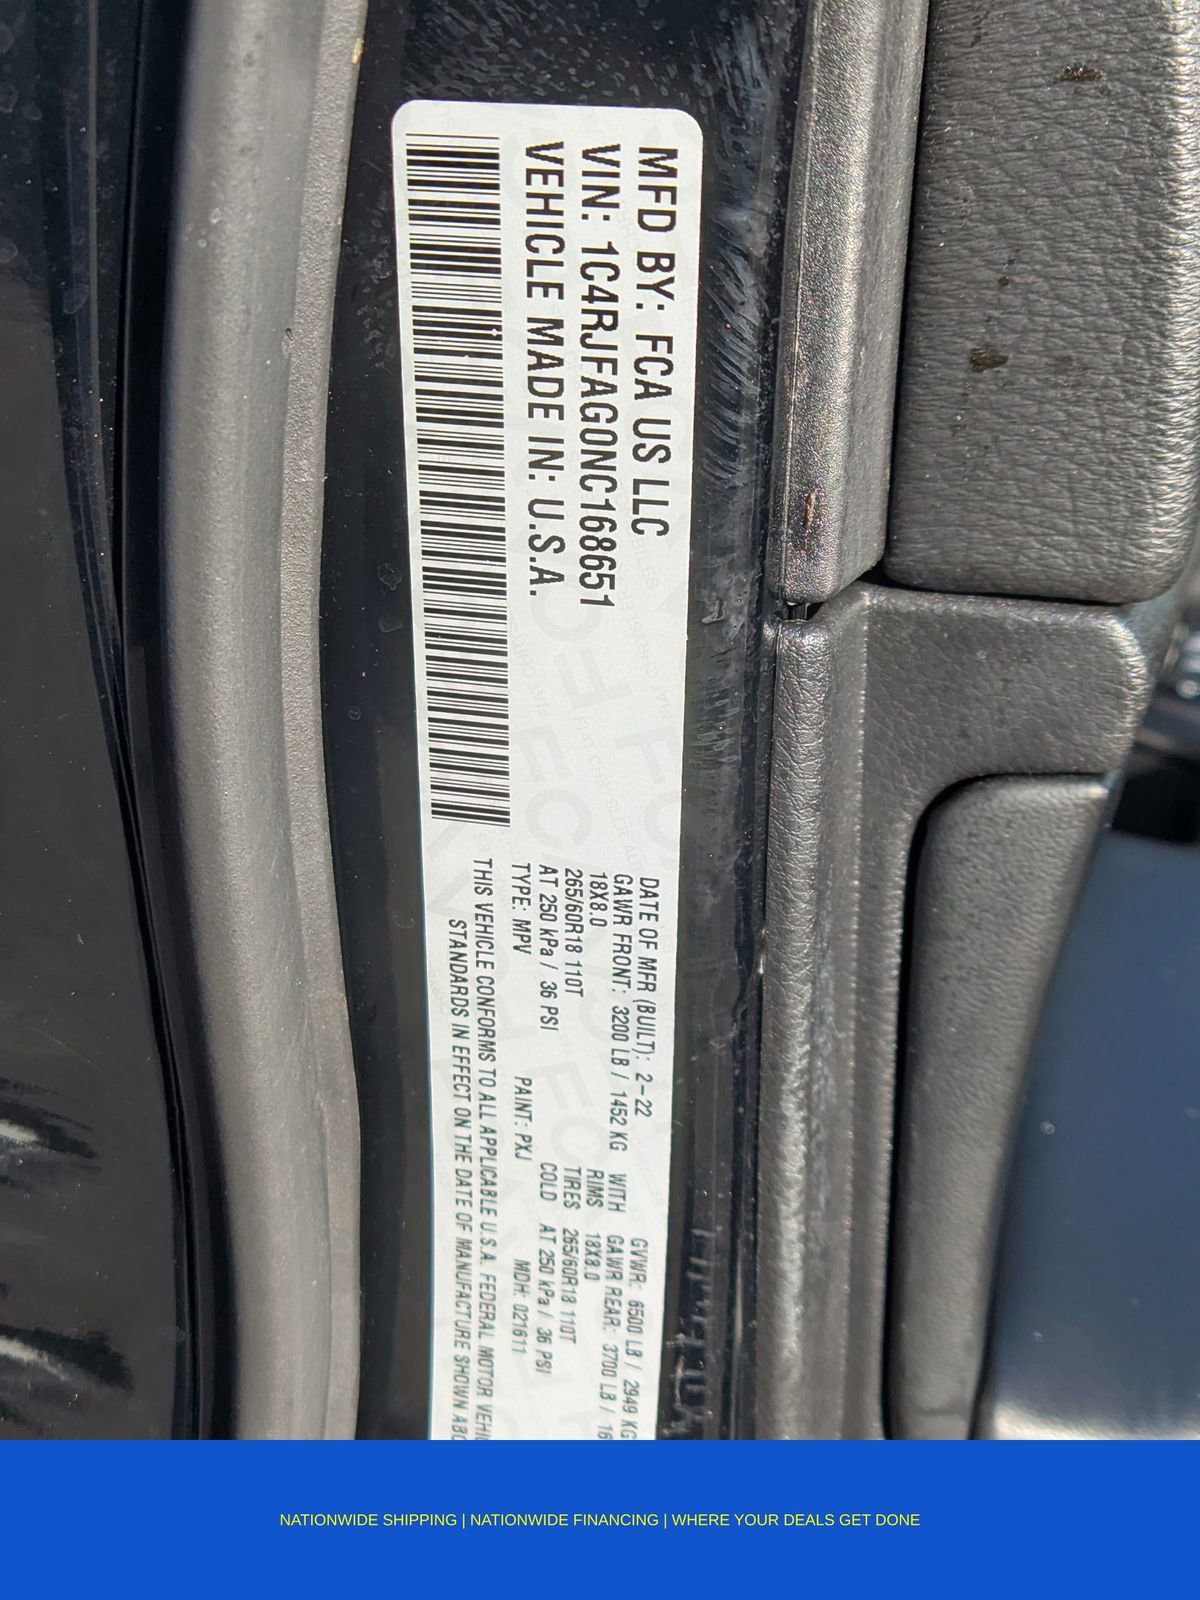 MFD BY: FCA US LLC
VIN: 1C4RJFAG0NC168651
VEHICLE MADE IN: U.S.A.
DATE OF MFR (BUILT): 2-22 GVWR: 6500 LB / 2949 KG
GAWR FRONT: 3200 LB / 1452 KG WITH GAWR REAR: 3700 LB / 16
18X8.0 RIMS 18X8.0
265/60R18 110T TIRES 265/60R18 110T
AT 250 kPa / 36 PSI COLD AT 250 kPa / 36 PSI
TYPE: MPV PAINT: PXJ MDH: 021611
THIS VEHICLE CONFORMS TO ALL APPLICABLE U.S.A. FEDERAL MOTOR VEHIC
STANDARDS IN EFFECT ON THE DATE OF MANUFACTURE SHOWN ABO
NATIONWIDE SHIPPING | NATIONWIDE FINANCING | WHERE YOUR DEALS GET DONE